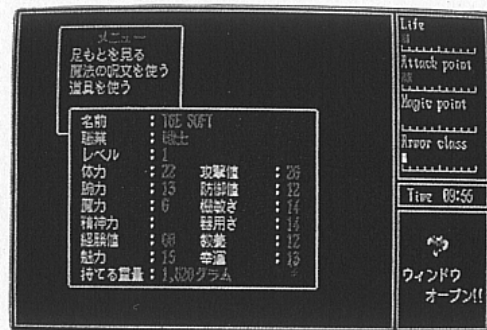 メニュー
足もとを見る
魔法の呪文を使う
道具を使う
名前 : T&E SOFT
職業 : 戦士
レベル : 1
体力 : 22 攻撃値 : 26
腕力 : 13 防御値 : 12
魔力 : 6 機敏さ : 14
精神力 : 器用さ : 14
経験値 : 60 教養 : 12
魅力 : 15 幸運 : 13
持てる重量 : 1,820グラム
Life
Attack point
Magic point
Armor class
Time 09:56
ウィンドウ
オープン!!